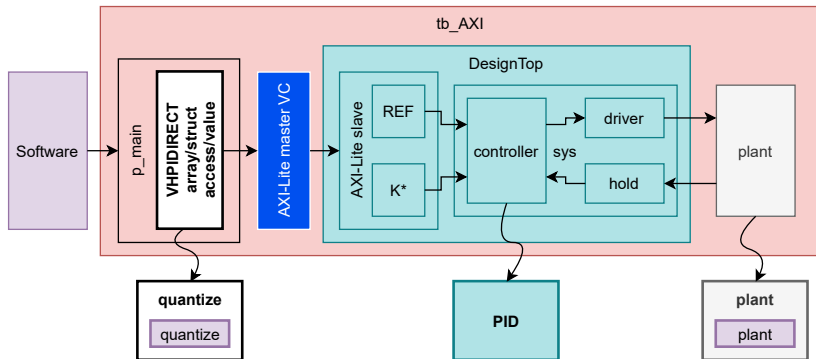 tb_AXI
DesignTop
Software
p_main
VHPIDIRECT
array/struct
access/value
AXI-Lite master VC
AXI-Lite slave
REF
K*
controller
sys
driver
hold
plant
quantize
quantize
PID
plant
plant